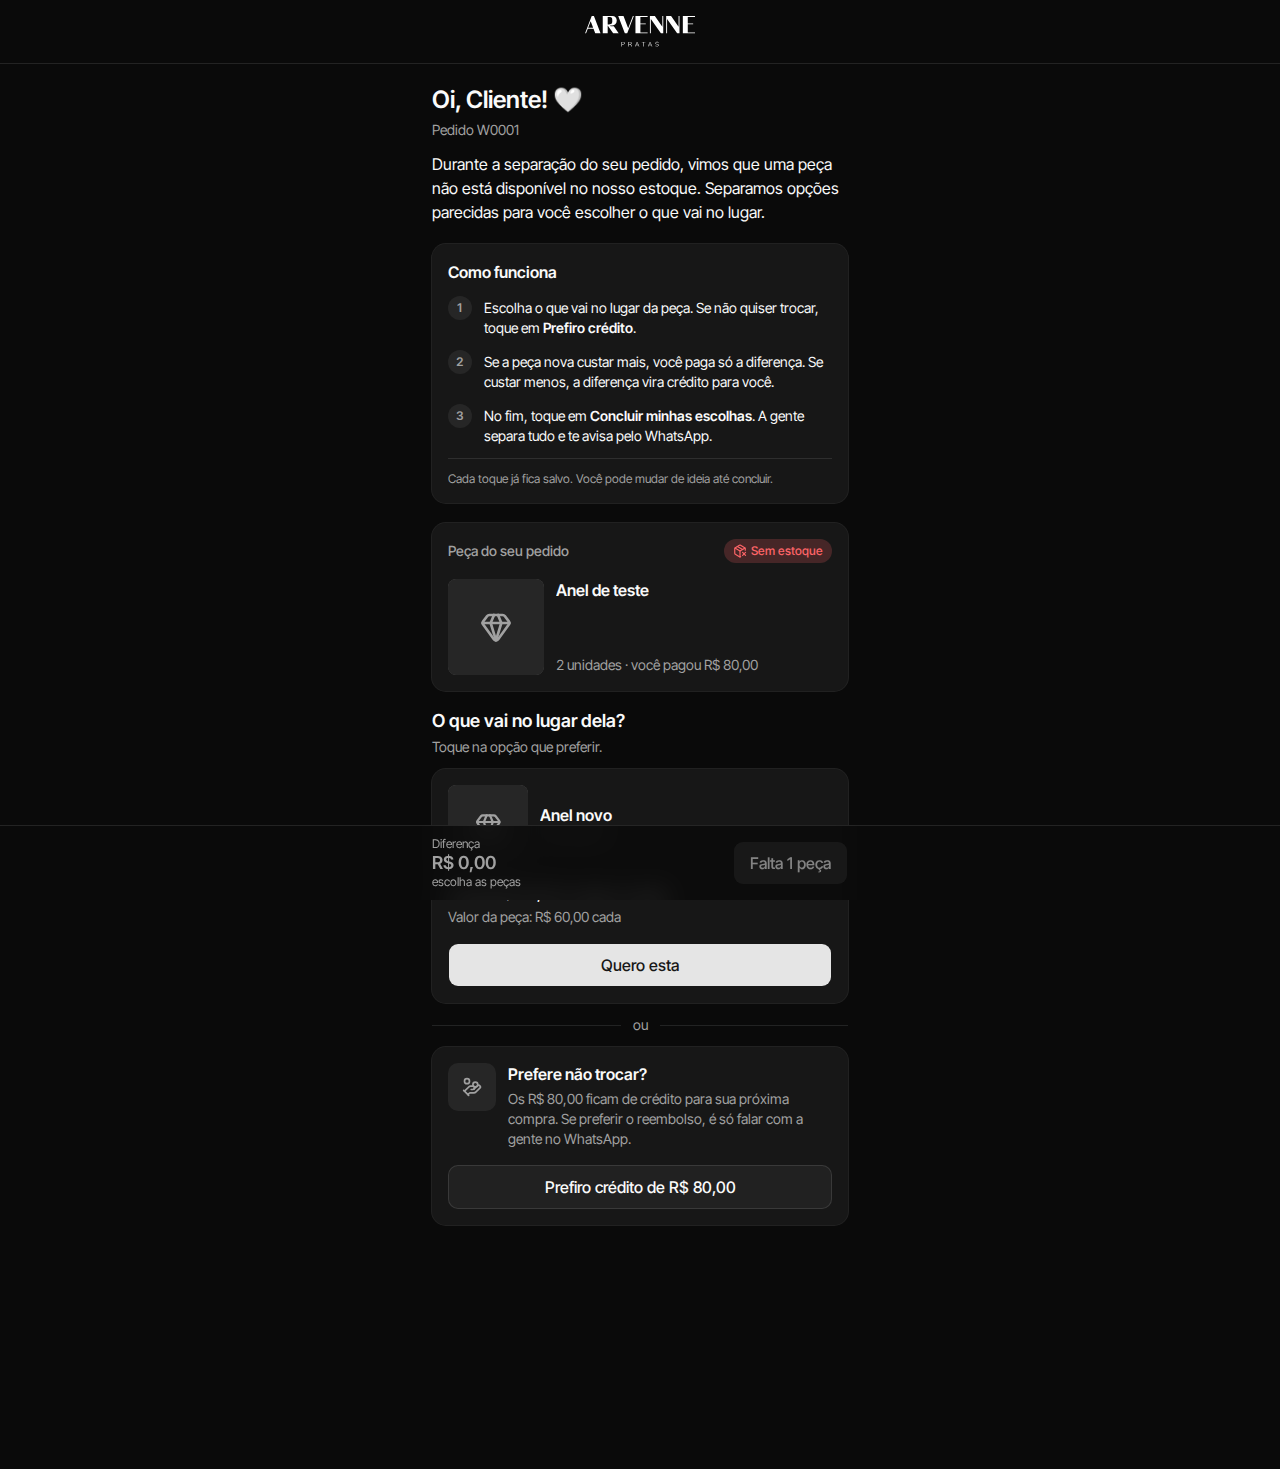 ARVENNE
PRATAS
Oi, Cliente! 🤍
Pedido W0001
Durante a separação do seu pedido, vimos que uma peça
não está disponível no nosso estoque. Separamos opções
parecidas para você escolher o que vai no lugar.
Como funciona
1 Escolha o que vai no lugar da peça. Se não quiser trocar,
toque em Prefiro crédito.
2 Se a peça nova custar mais, você paga só a diferença. Se
custar menos, a diferença vira crédito para você.
3 No fim, toque em Concluir minhas escolhas. A gente
separa tudo e te avisa pelo WhatsApp.
Cada toque já fica salvo. Você pode mudar de ideia até concluir.
Peça do seu pedido
Sem estoque
Anel de teste
2 unidades · você pagou R$ 80,00
O que vai no lugar dela?
Toque na opção que preferir.
Anel novo
Diferença
R$ 0,00
escolha as peças
Falta 1 peça
Valor da peça: R$ 60,00 cada
Quero esta
ou
Prefere não trocar?
Os R$ 80,00 ficam de crédito para sua próxima
compra. Se preferir o reembolso, é só falar com a
gente no WhatsApp.
Prefiro crédito de R$ 80,00